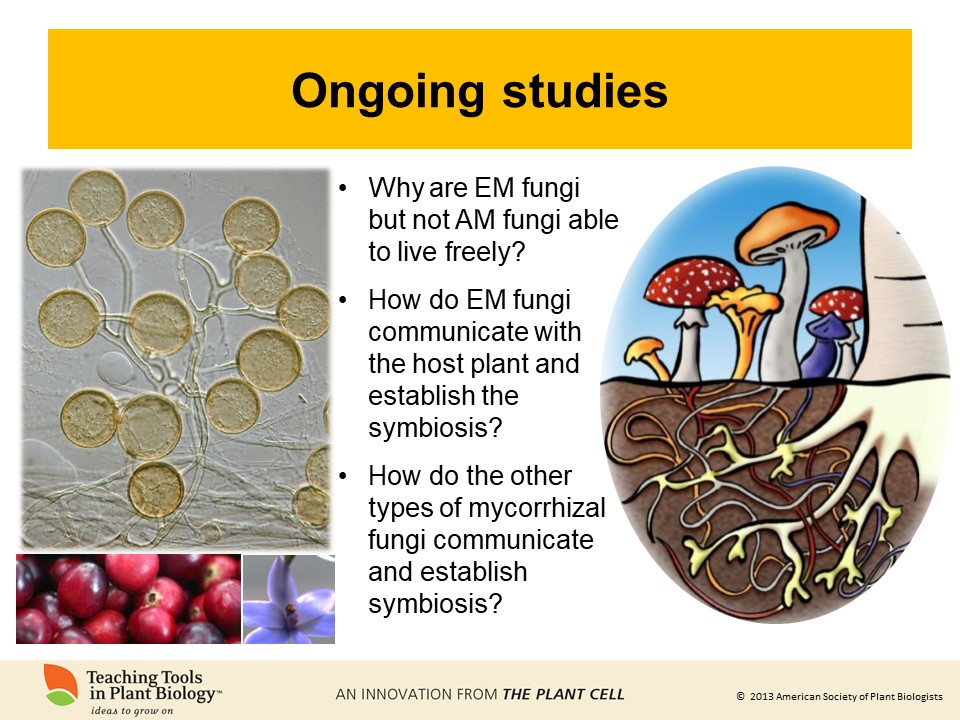 Ongoing studies
• Why are EM fungi
but not AM fungi able
to live freely?
• How do EM fungi
communicate with
the host plant and
establish the
symbiosis?
• How do the other
types of mycorrhizal
fungi communicate
and establish
symbiosis?
Teaching Tools
in Plant Biology™
ideas to grow on
AN INNOVATION FROM THE PLANT CELL
© 2013 American Society of Plant Biologists